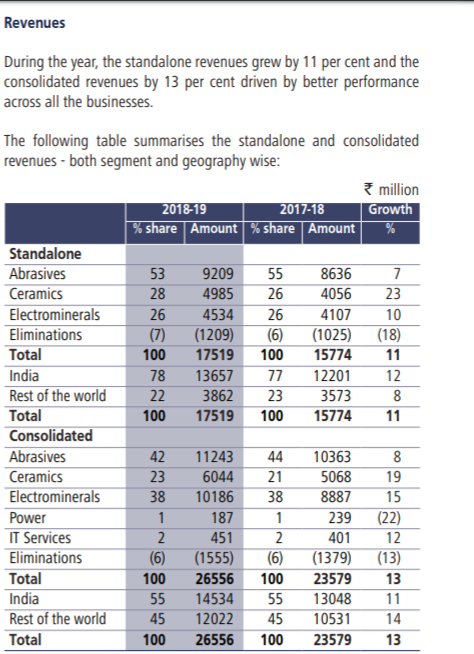 Revenues
During the year, the standalone revenues grew by 11 per cent and the
consolidated revenues by 13 per cent driven by better performance
across all the businesses.
The following table summarises the standalone and consolidated
revenues - both segment and geography wise:
₹ million
2018-19 2017-18 Growth
% share Amount % share Amount %
Standalone
Abrasives 53 9209 55 8636 7
Ceramics 28 4985 26 4056 23
Electrominerals 26 4534 26 4107 10
Eliminations (7) (1209) (6) (1025) (18)
Total 100 17519 100 15774 11
India 78 13657 77 12201 12
Rest of the world 22 3862 23 3573 8
Total 100 17519 100 15774 11
Consolidated
Abrasives 42 11243 44 10363 8
Ceramics 23 6044 21 5068 19
Electrominerals 38 10186 38 8887 15
Power 1 187 1 239 (22)
IT Services 2 451 2 401 12
Eliminations (6) (1555) (6) (1379) (13)
Total 100 26556 100 23579 13
India 55 14534 55 13048 11
Rest of the world 45 12022 45 10531 14
Total 100 26556 100 23579 13